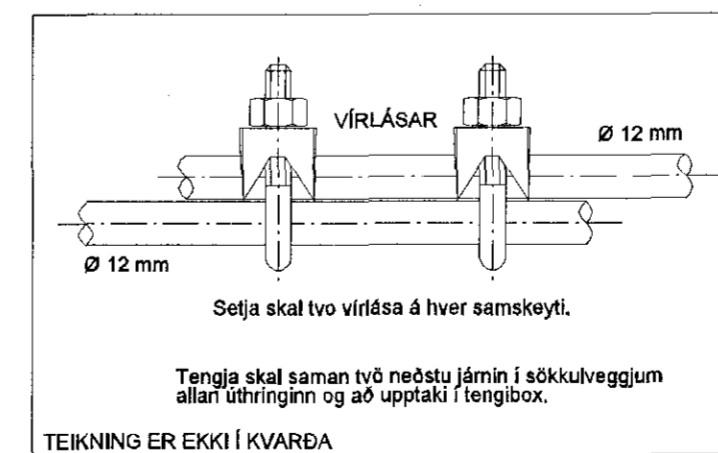 VÍRLÁSAR
Ø 12 mm
Ø 12 mm
Setja skal tvo vírlása á hver samskeyti.
Tengja skal saman tvö neðstu járnin í sökkulveggjum
allan úthringinn og að upptaki í tengibox.
TEIKNING ER EKKI Í KVARÐA